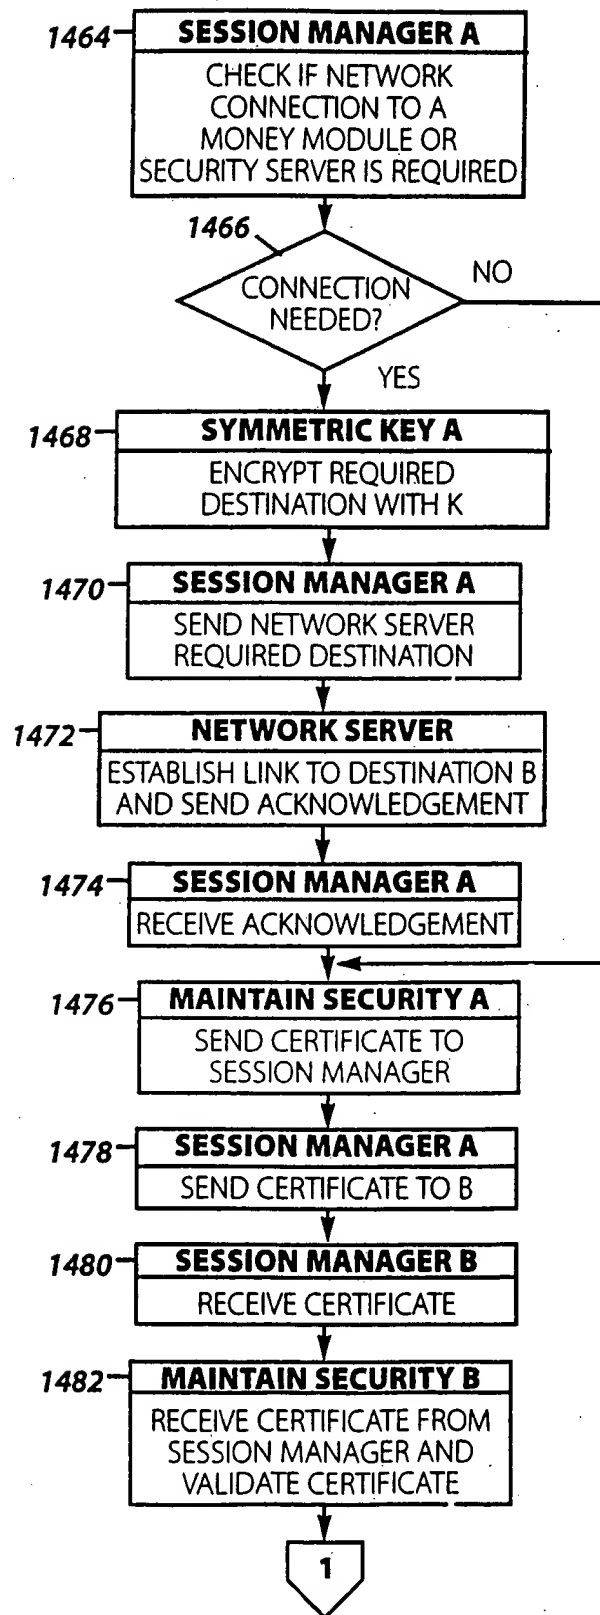 1464
SESSION MANAGER A
CHECK IF NETWORK
CONNECTION TO A
MONEY MODULE OR
SECURITY SERVER IS REQUIRED
1466
CONNECTION
NEEDED?
NO
YES
1468
SYMMETRIC KEY A
ENCRYPT REQUIRED
DESTINATION WITH K
1470
SESSION MANAGER A
SEND NETWORK SERVER
REQUIRED DESTINATION
1472
NETWORK SERVER
ESTABLISH LINK TO DESTINATION B
AND SEND ACKNOWLEDGEMENT
1474
SESSION MANAGER A
RECEIVE ACKNOWLEDGEMENT
1476
MAINTAIN SECURITY A
SEND CERTIFICATE TO
SESSION MANAGER
1478
SESSION MANAGER A
SEND CERTIFICATE TO B
1480
SESSION MANAGER B
RECEIVE CERTIFICATE
1482
MAINTAIN SECURITY B
RECEIVE CERTIFICATE FROM
SESSION MANAGER AND
VALIDATE CERTIFICATE
1